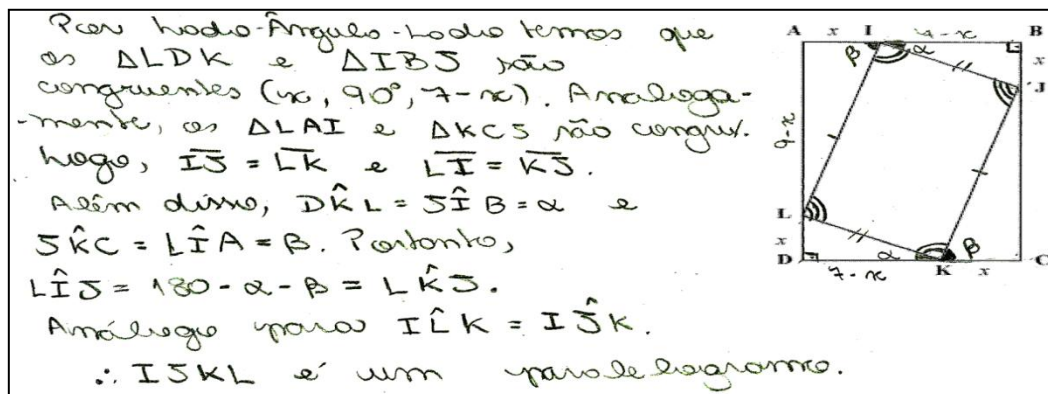 Por Lado-Ângulo-Lado temos que
os ΔLDK e ΔIBJ são
congruentes (x, 90°, 7-x). Analoga-
-mente, os ΔLAI e ΔKCJ são congru.
Logo, IJ = LK e LI = KJ.
Além disso, DK̂L = JÎB = α e
JK̂C = LÎA = β. Portanto,
LÎJ = 180 - α - β = LK̂J.
Análogo para IL̂K = IĴK.
∴ IJKL é um paralelogramo.
A I 7-x B
β α x
J
9-x
L
x β
D α K x C
7-x